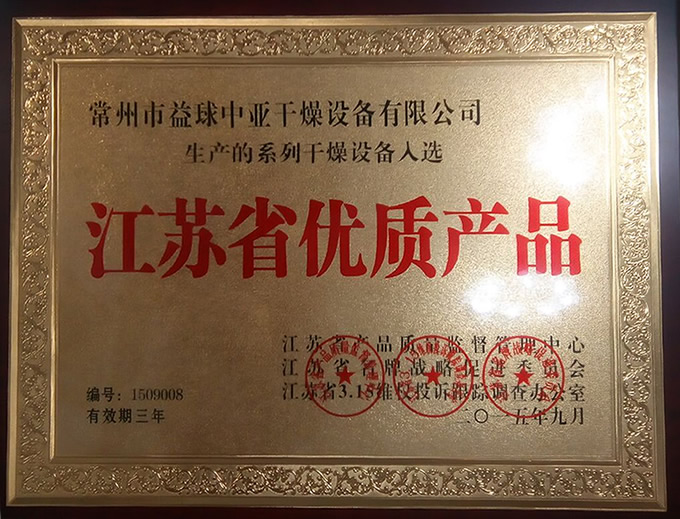 常州市益球中亚干燥设备有限公司
生产的系列干燥设备入选
江苏省优质产品
江苏省产品质量监督管理中心
江苏省名牌战略促进委员会
江苏省3.15维权投诉跟踪调查办公室
编号：1509008
有效期三年
二〇一五年九月